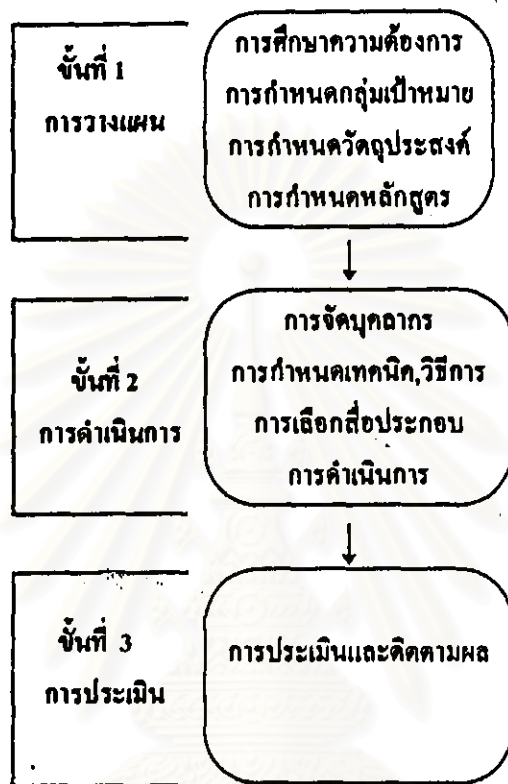 ขั้นที่ 1
การวางแผน
การศึกษาความต้องการ
การกำหนดกลุ่มเป้าหมาย
การกำหนดวัตถุประสงค์
การกำหนดหลักสูตร
ขั้นที่ 2
การดำเนินการ
การจัดบุคลากร
การกำหนดเทคนิค,วิธีการ
การเลือกสื่อประกอบ
การดำเนินการ
ขั้นที่ 3
การประเมิน
การประเมินและติดตามผล